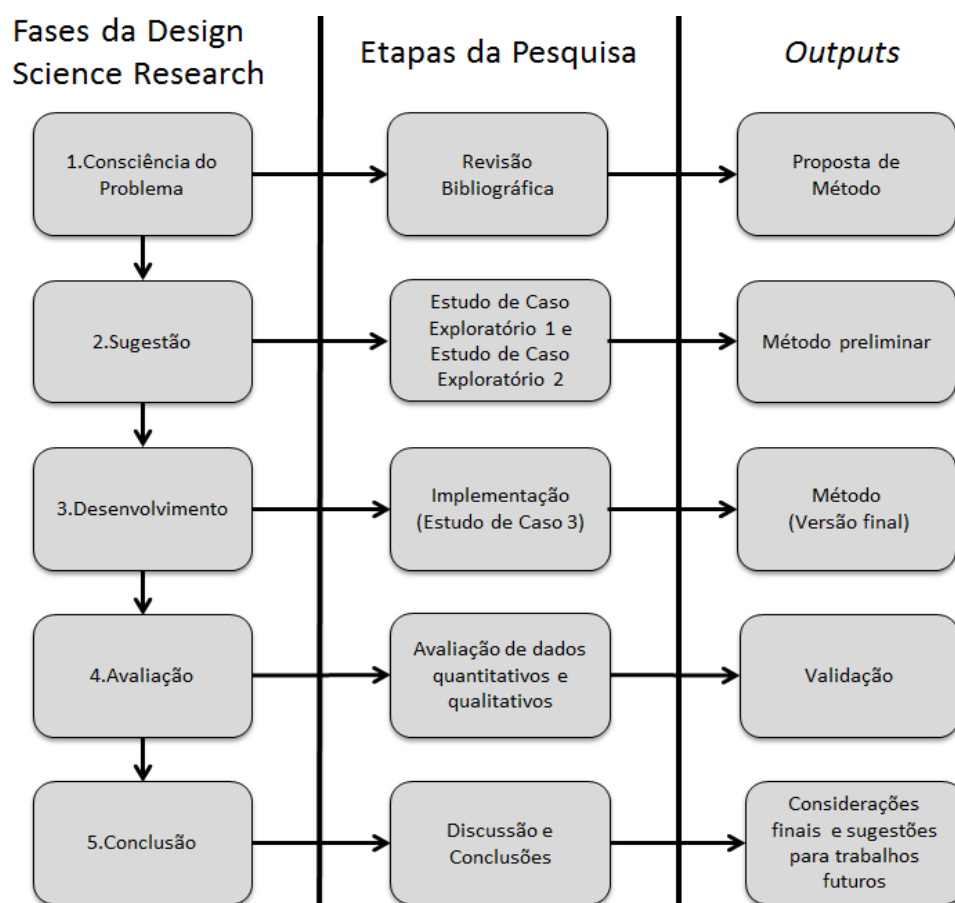 Fases da Design
Science Research
Etapas da Pesquisa
Outputs
1.Consciência do
Problema
Revisão
Bibliográfica
Proposta de
Método
2.Sugestão
Estudo de Caso
Exploratório 1 e
Estudo de Caso
Exploratório 2
Método preliminar
3.Desenvolvimento
Implementação
(Estudo de Caso 3)
Método
(Versão final)
4.Avaliação
Avaliação de dados
quantitativos e
qualitativos
Validação
5.Conclusão
Discussão e
Conclusões
Considerações
finais e sugestões
para trabalhos
futuros